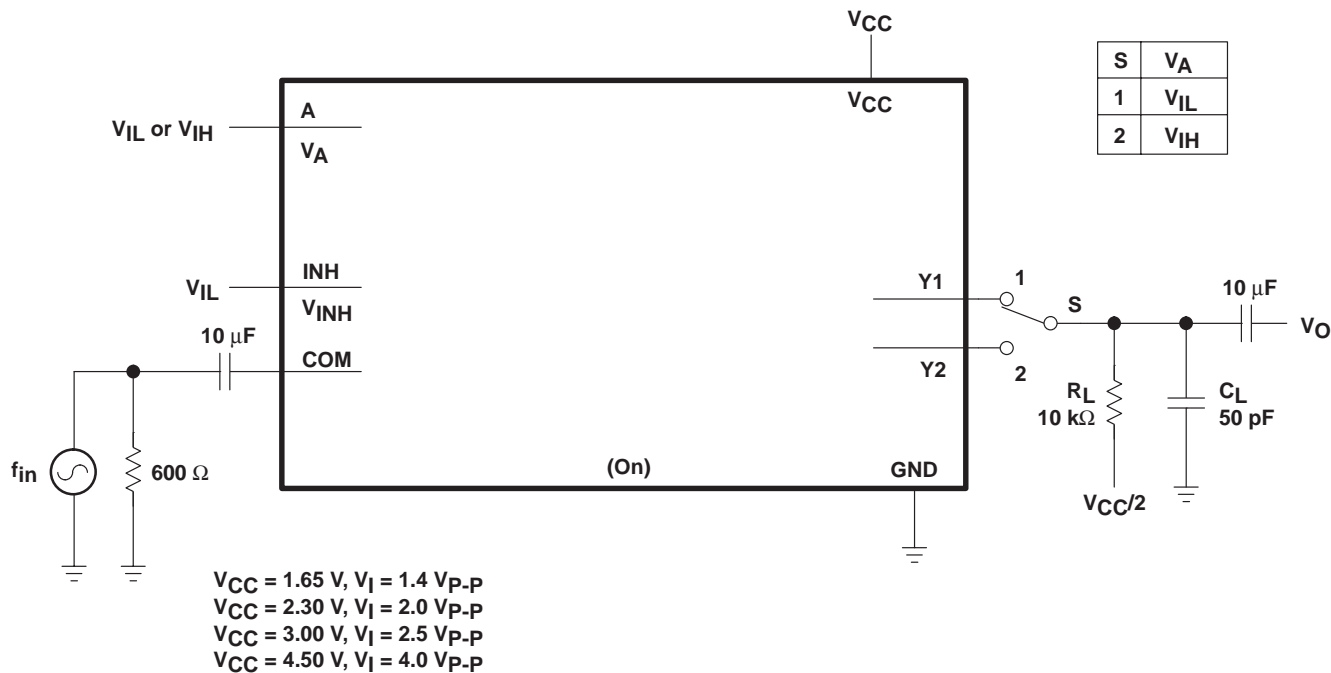 VCC
S VA
1 VIL
2 VIH
VCC
A
VIL or VIH
VA
INH
VIL
VINH
10 μF
COM
Y1
1
S
10 μF
VO
Y2
2
RL
10 kΩ
CL
50 pF
fin
600 Ω
(On)
GND
VCC/2
VCC = 1.65 V, VI = 1.4 VP-P
VCC = 2.30 V, VI = 2.0 VP-P
VCC = 3.00 V, VI = 2.5 VP-P
VCC = 4.50 V, VI = 4.0 VP-P